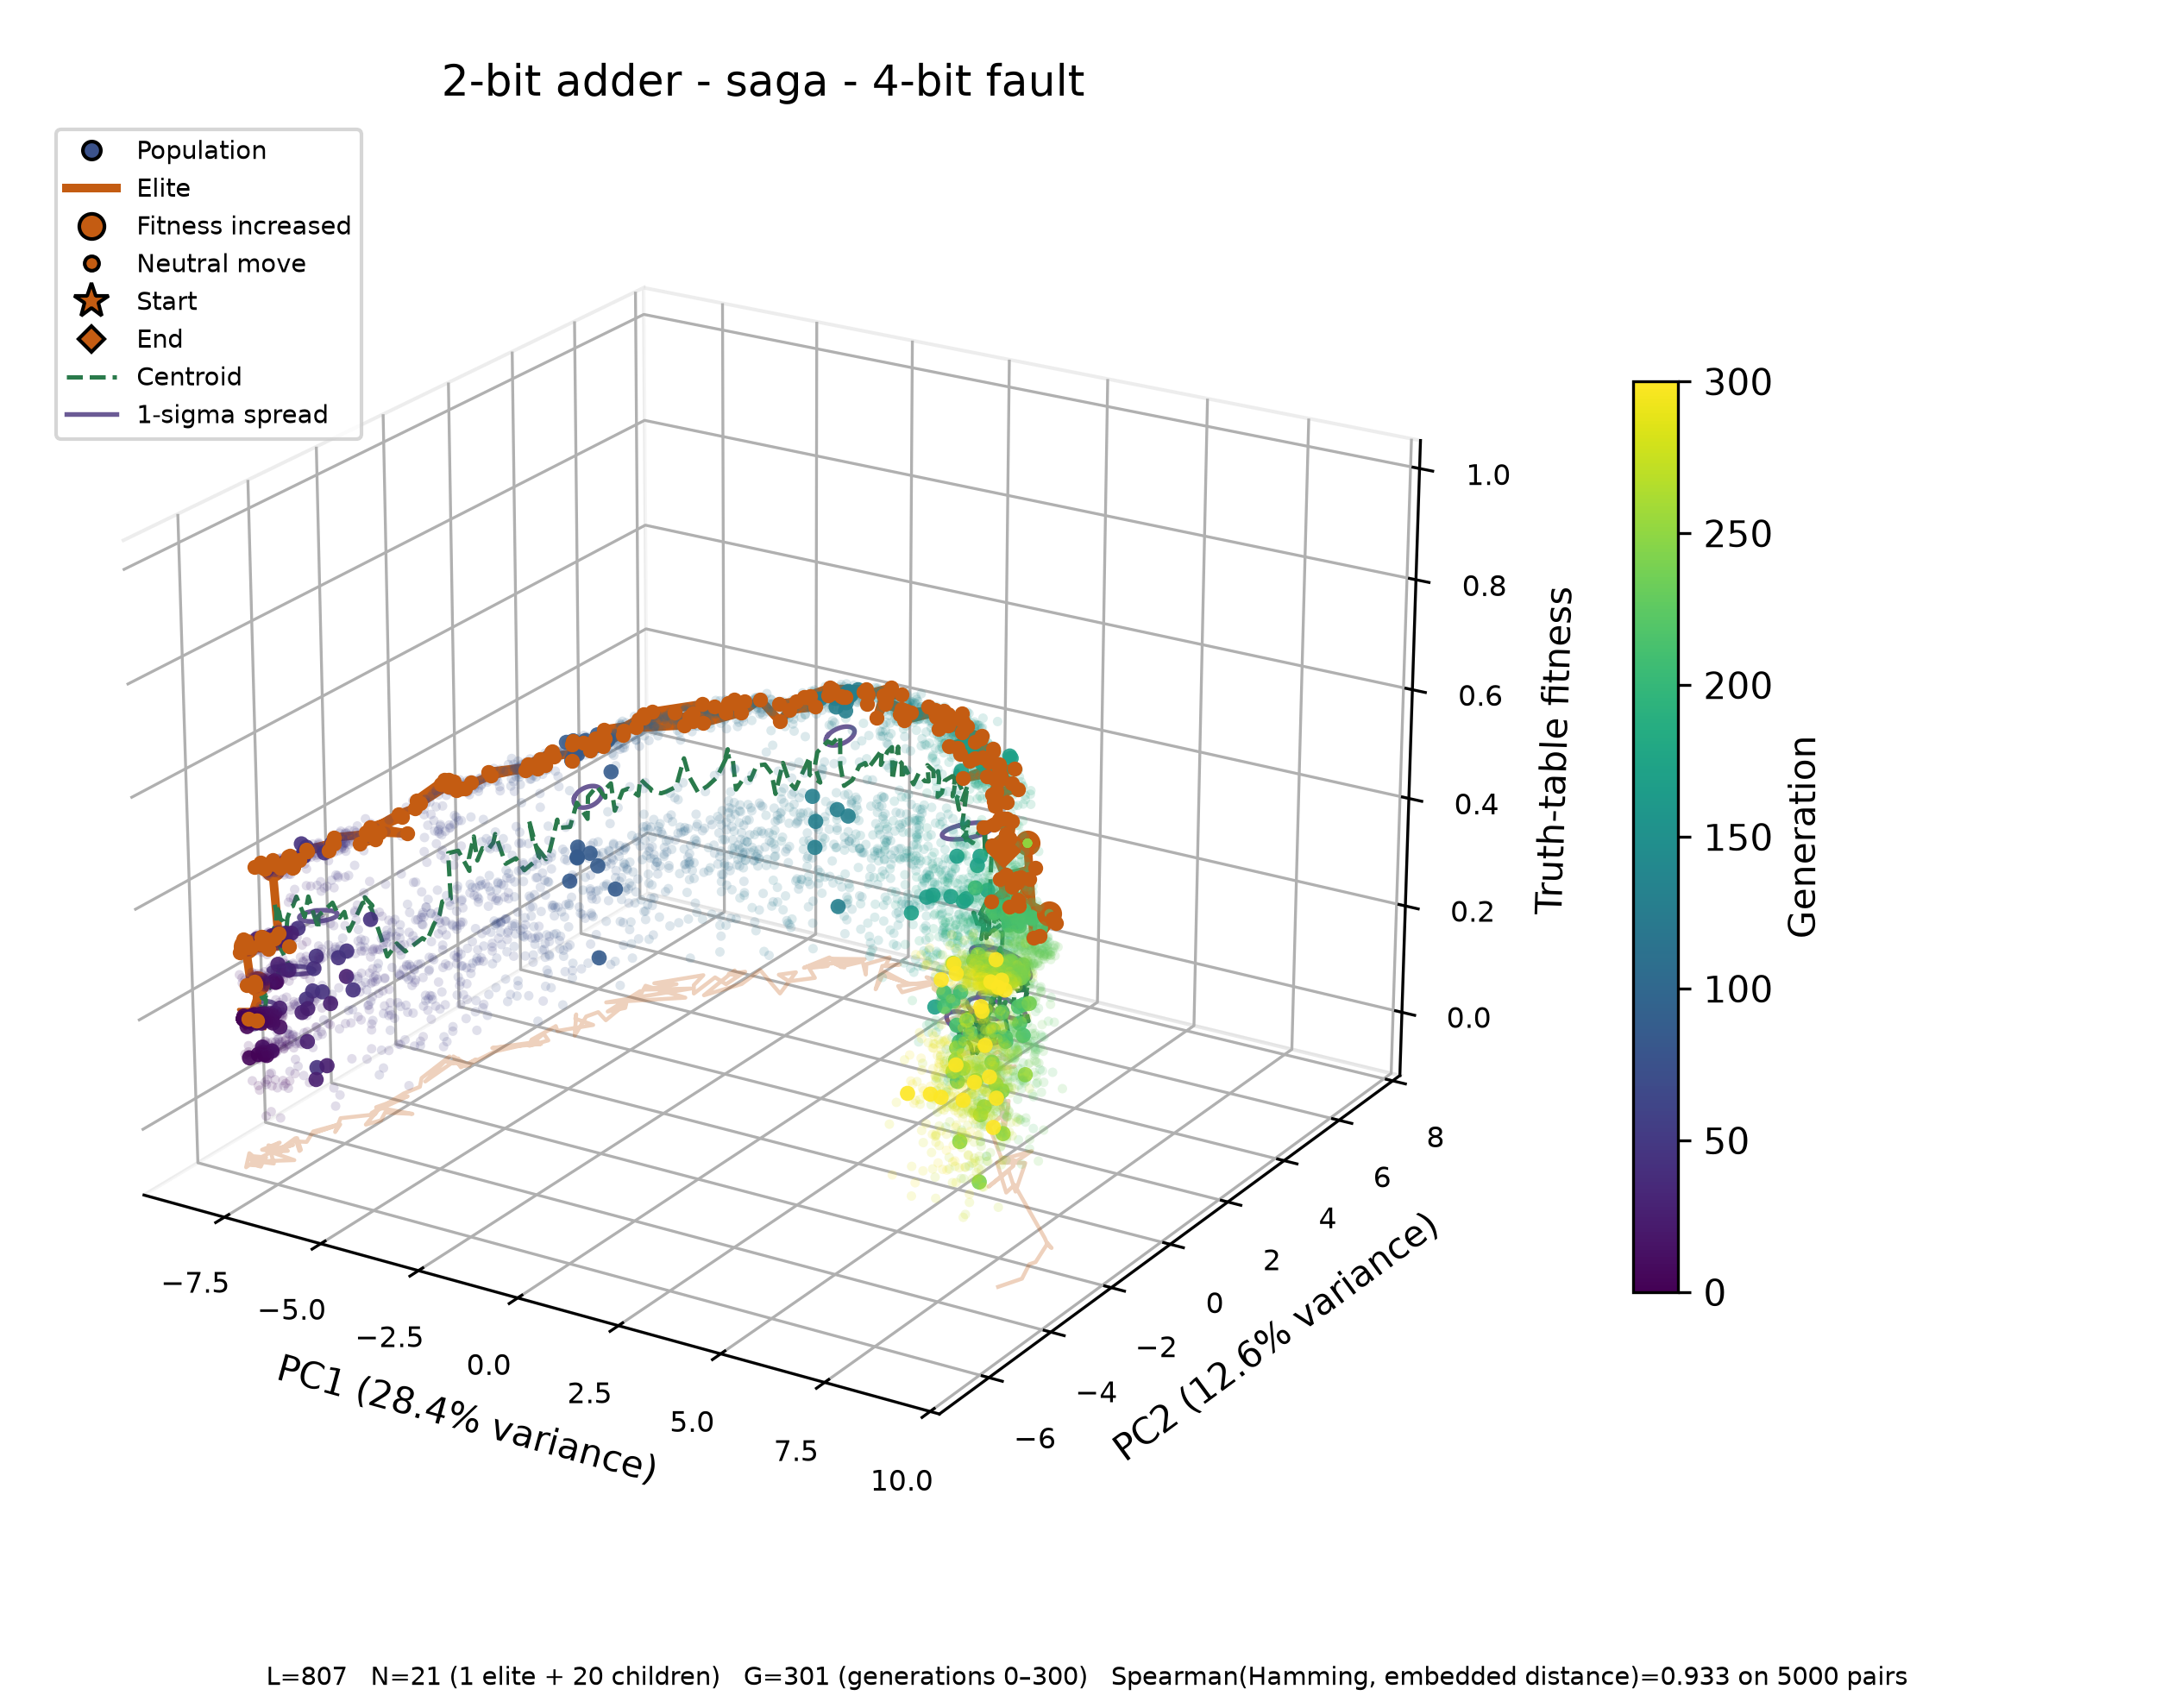 2-bit adder - saga - 4-bit fault
Population
Elite
Fitness increased
Neutral move
Start
End
Centroid
1-sigma spread
1.0
0.8
0.6
0.4
0.2
0.0
Truth-table fitness
−7.5
−5.0
−2.5
0.0
2.5
5.0
7.5
10.0
PC1 (28.4% variance)
−6
−4
−2
0
2
4
6
8
PC2 (12.6% variance)
300
250
200
150
100
50
0
Generation
L=807 N=21 (1 elite + 20 children) G=301 (generations 0–300) Spearman(Hamming, embedded distance)=0.933 on 5000 pairs